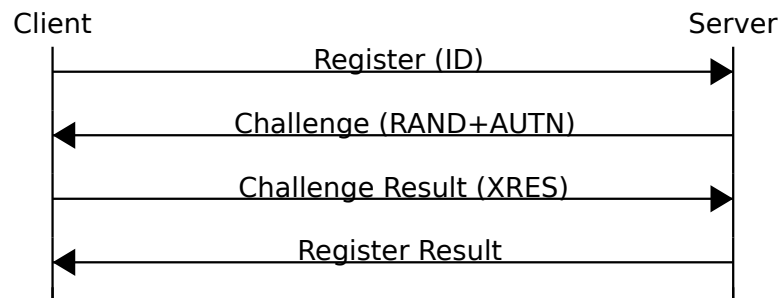 Client Server
Register (ID)
Challenge (RAND+AUTN)
Challenge Result (XRES)
Register Result